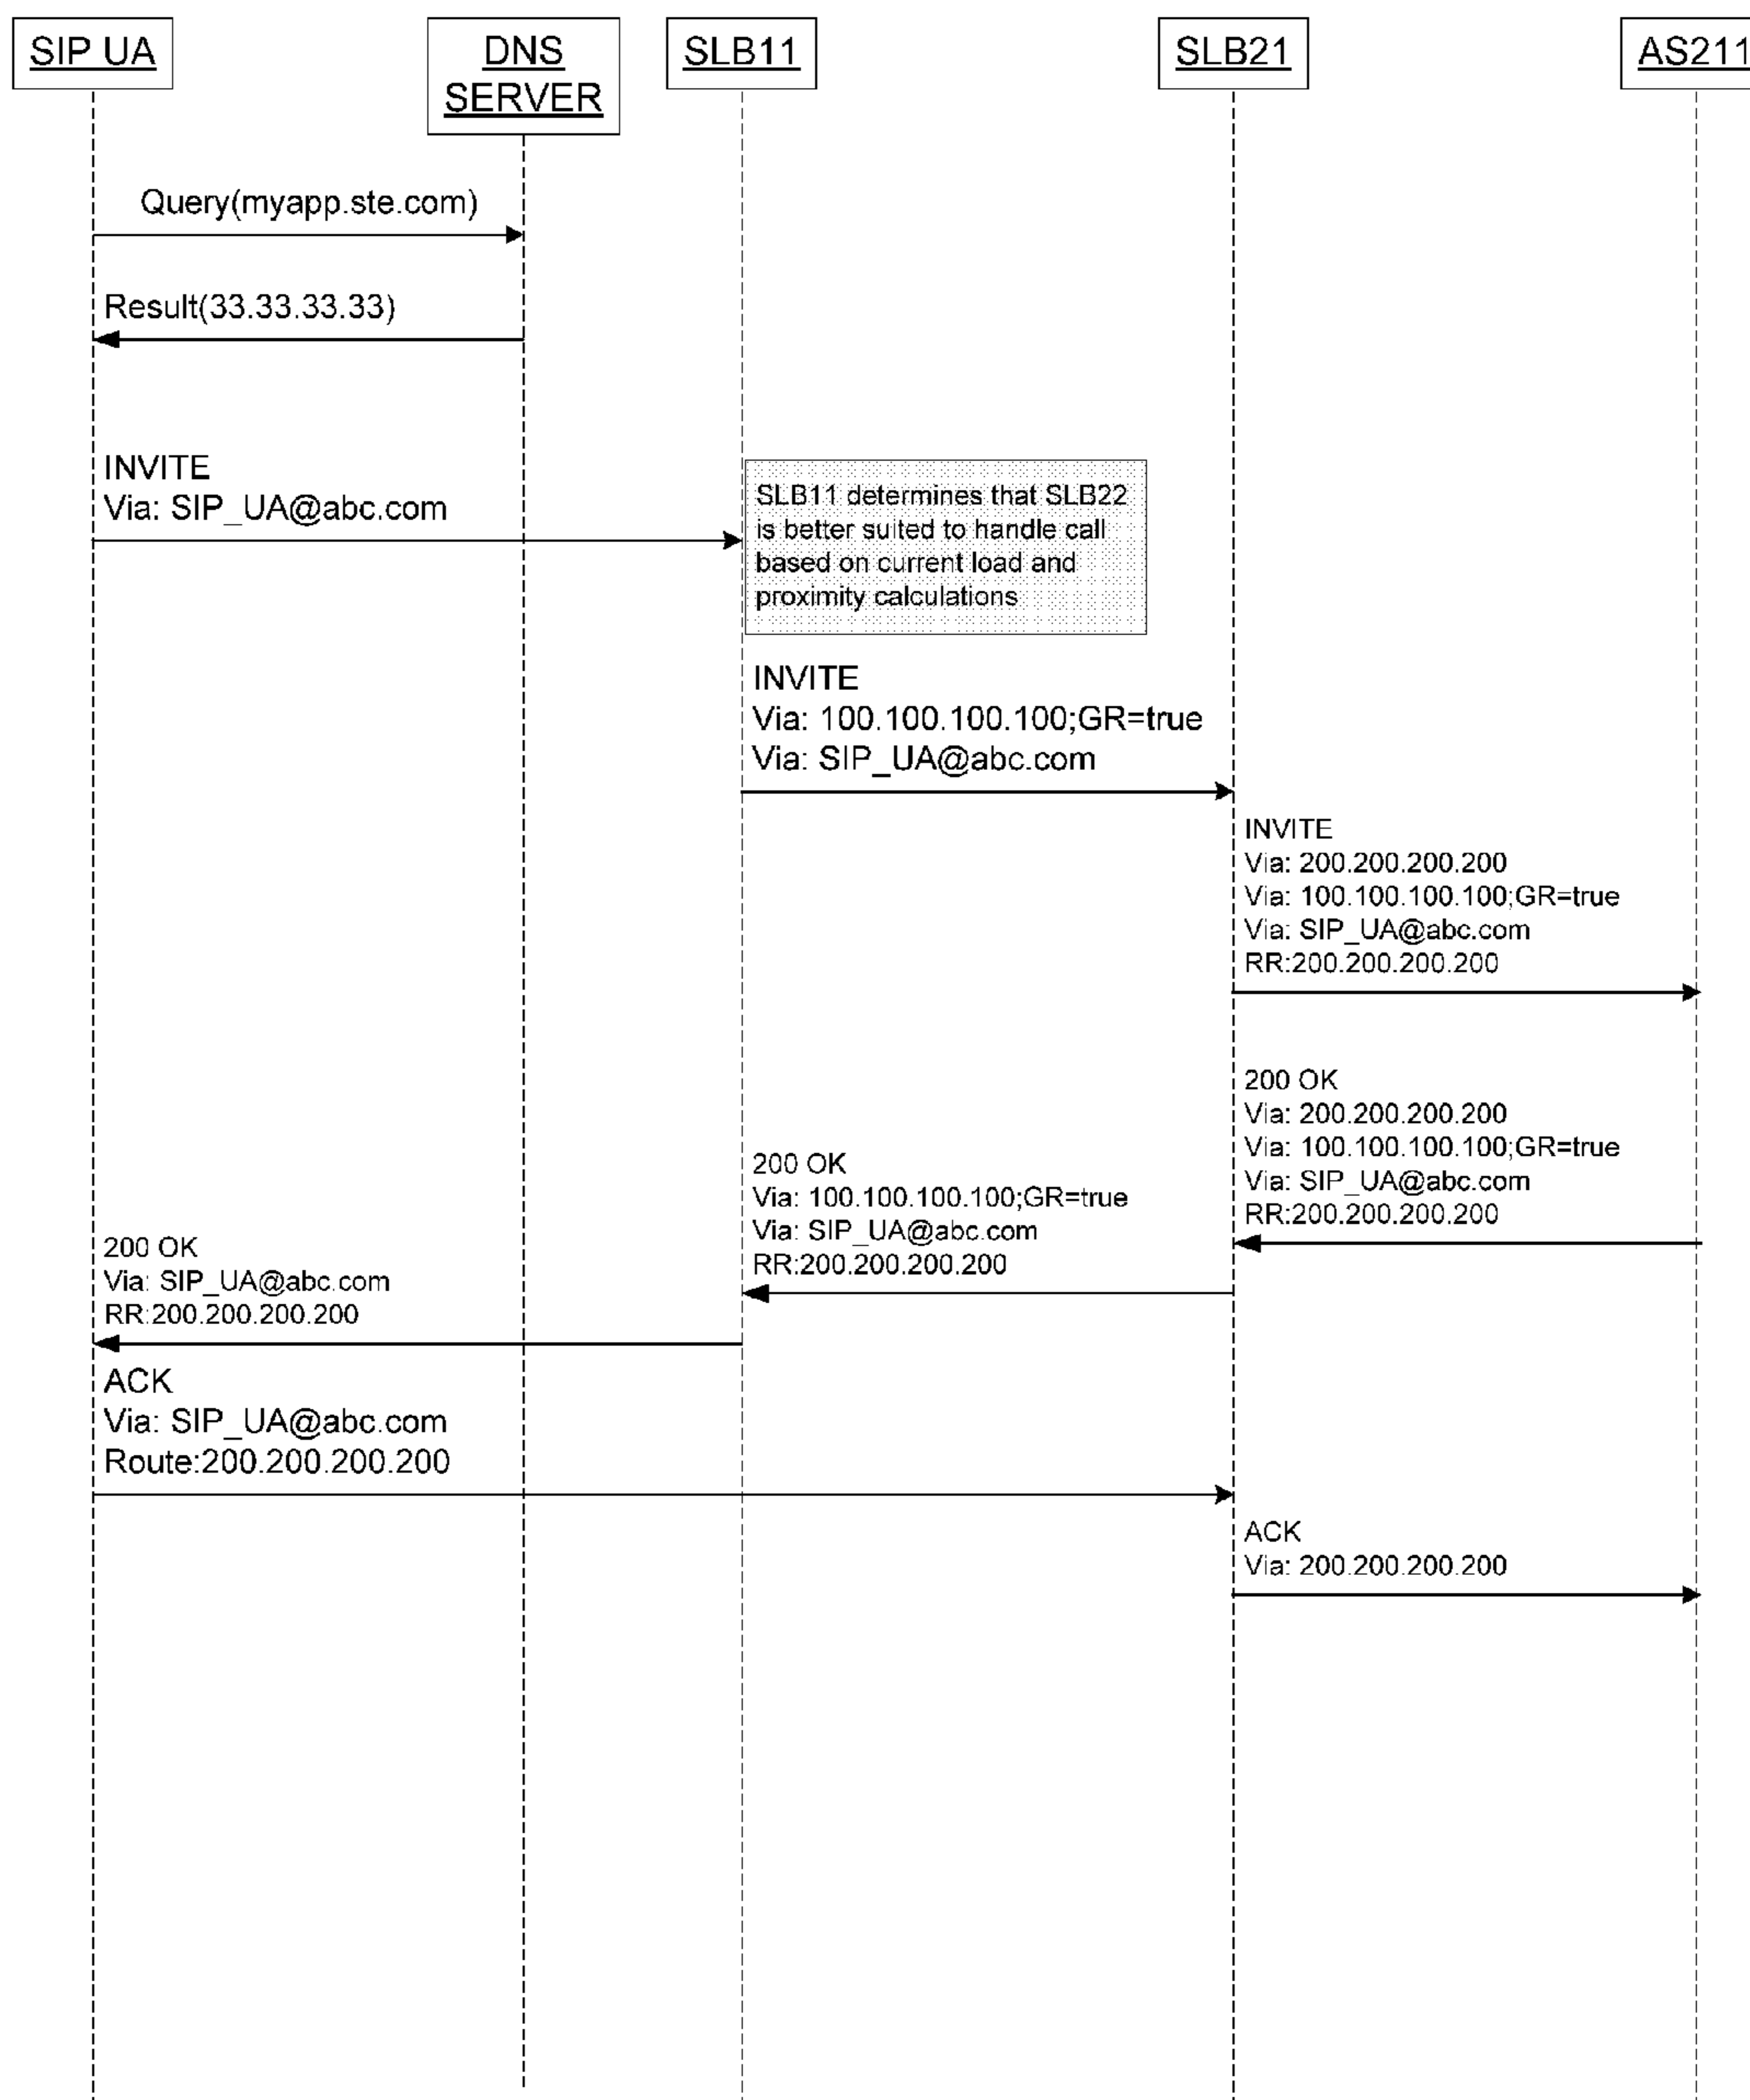 SIP UA
DNS
SERVER
SLB11
SLB21
AS211
Query(myapp.ste.com)
Result(33.33.33.33)
INVITE
Via: SIP_UA@abc.com
SLB11 determines that SLB22
is better suited to handle call
based on current load and
proximity calculations
INVITE
Via: 100.100.100.100;GR=true
Via: SIP_UA@abc.com
INVITE
Via: 200.200.200.200
Via: 100.100.100.100;GR=true
Via: SIP_UA@abc.com
RR:200.200.200.200
200 OK
Via: 200.200.200.200
Via: 100.100.100.100;GR=true
Via: SIP_UA@abc.com
RR:200.200.200.200
200 OK
Via: 100.100.100.100;GR=true
Via: SIP_UA@abc.com
RR:200.200.200.200
200 OK
Via: SIP_UA@abc.com
RR:200.200.200.200
ACK
Via: SIP_UA@abc.com
Route:200.200.200.200
ACK
Via: 200.200.200.200